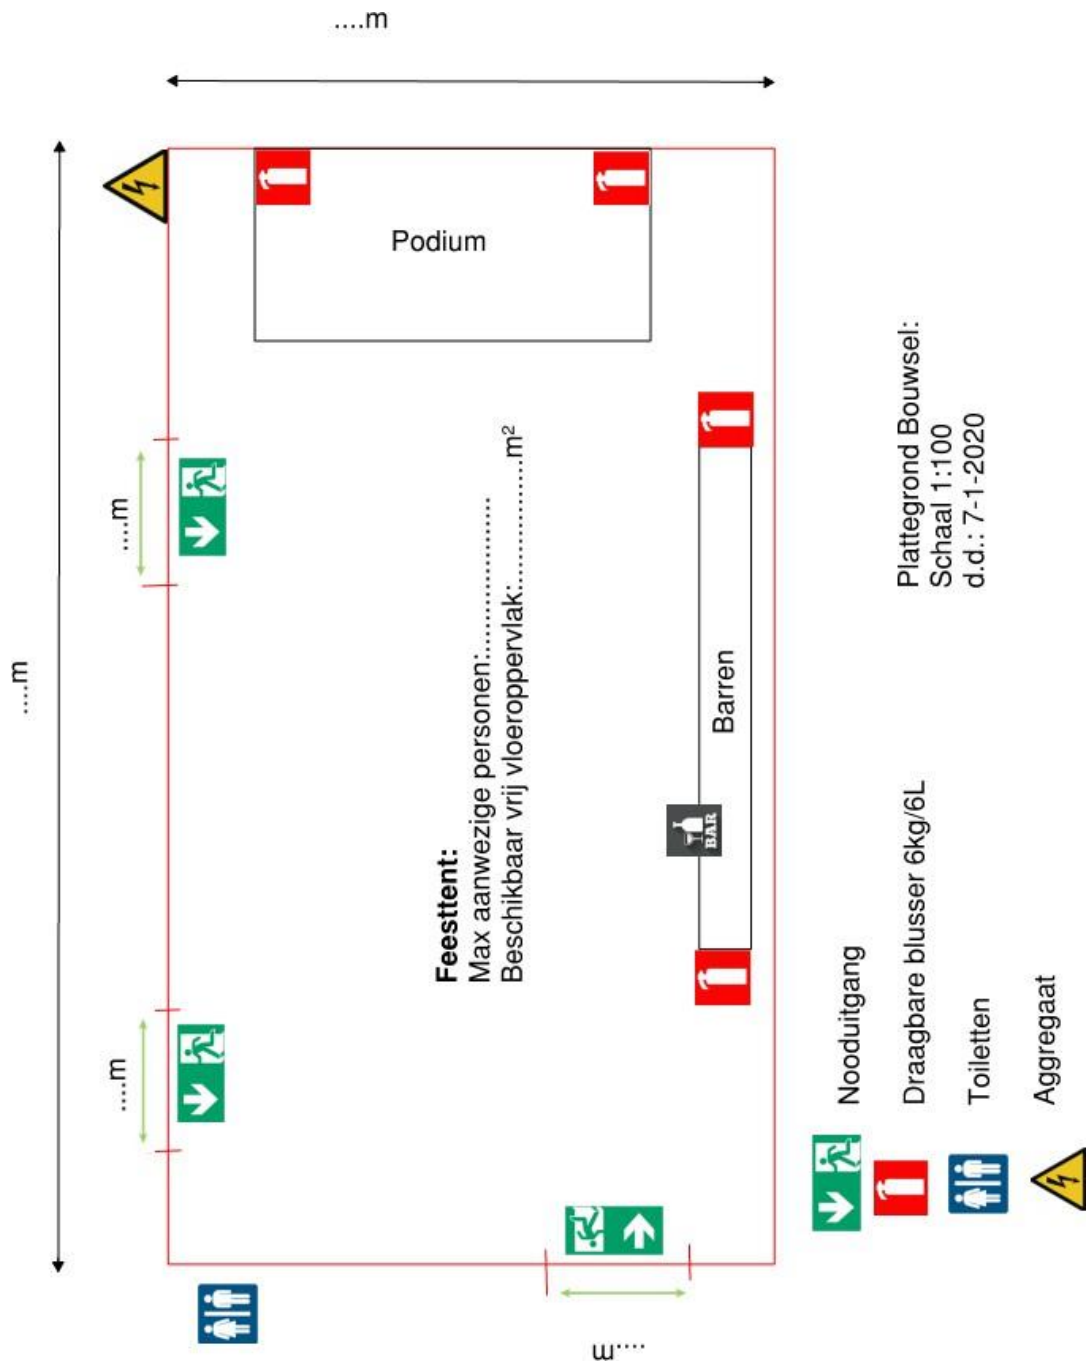 ....m
....m
....m
....m
....m
Podium
Feesttent:
Max aanwezige personen:........................
Beschikbaar vrij vloeroppervlak:..............m²
BAR
Barren
Nooduitgang
Draagbare blusser 6kg/6L
Toiletten
Aggregaat
Plattegrond Bouwsel:
Schaal 1:100
d.d.: 7-1-2020